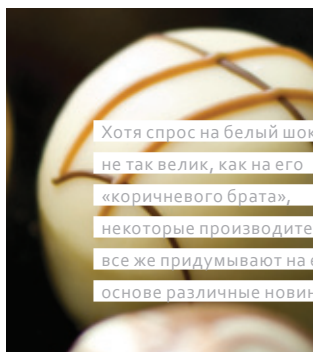 Хотя спрос на белый шок
не так велик, как на его
«коричневого брата»,
некоторые производите
все же придумывают на
основе различные новин